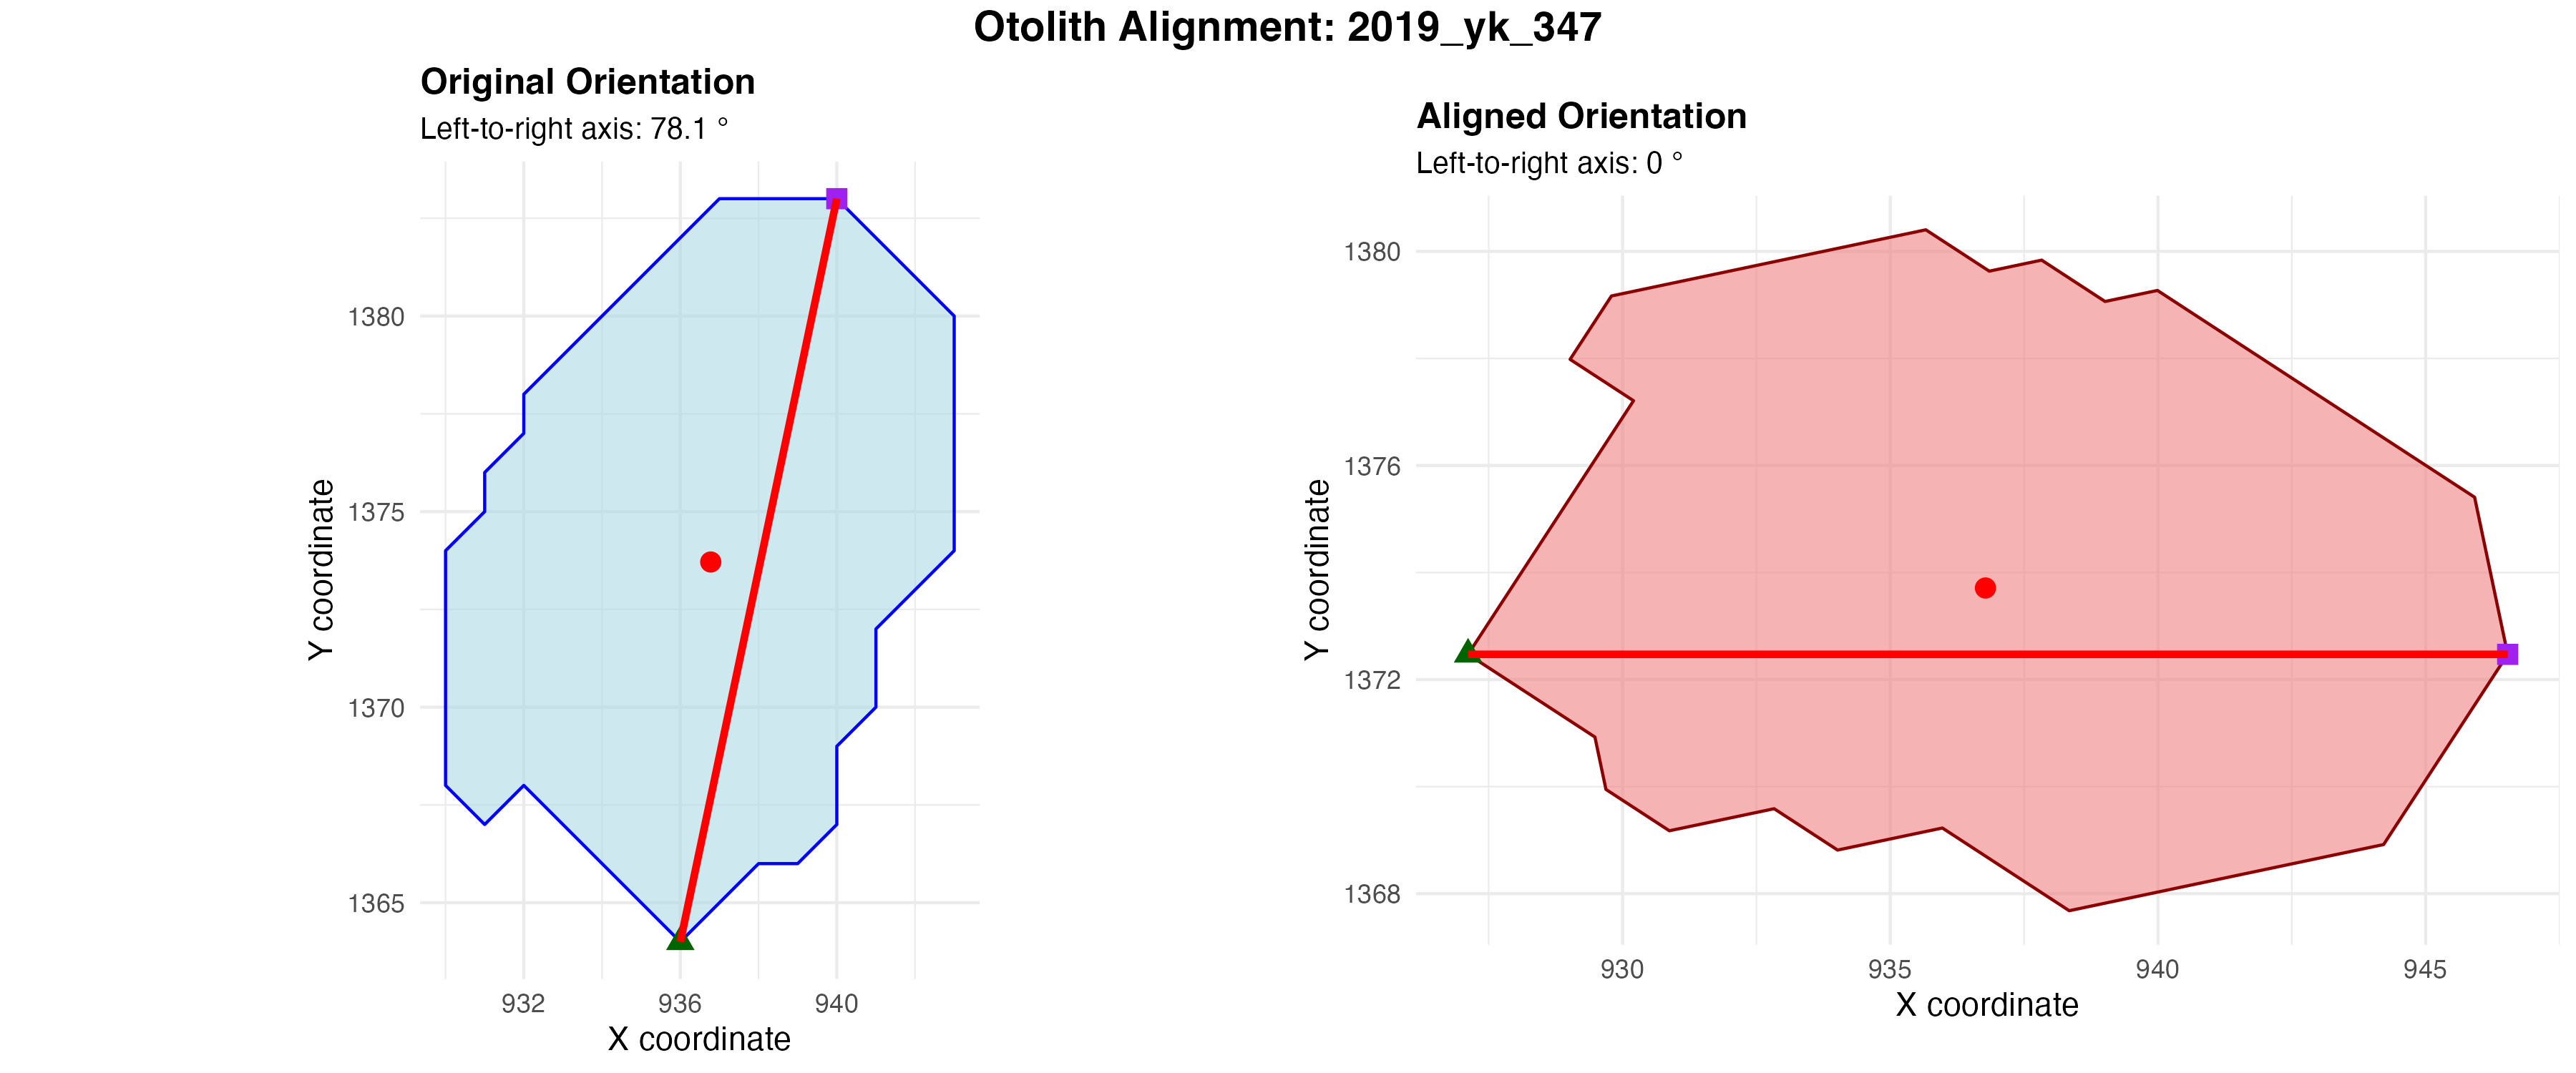 Otolith Alignment: 2019_yk_347
Original Orientation
Left-to-right axis: 78.1 °
Y coordinate
1380
1375
1370
1365
932 936 940
X coordinate
Aligned Orientation
Left-to-right axis: 0 °
Y coordinate
1380
1376
1372
1368
930 935 940 945
X coordinate